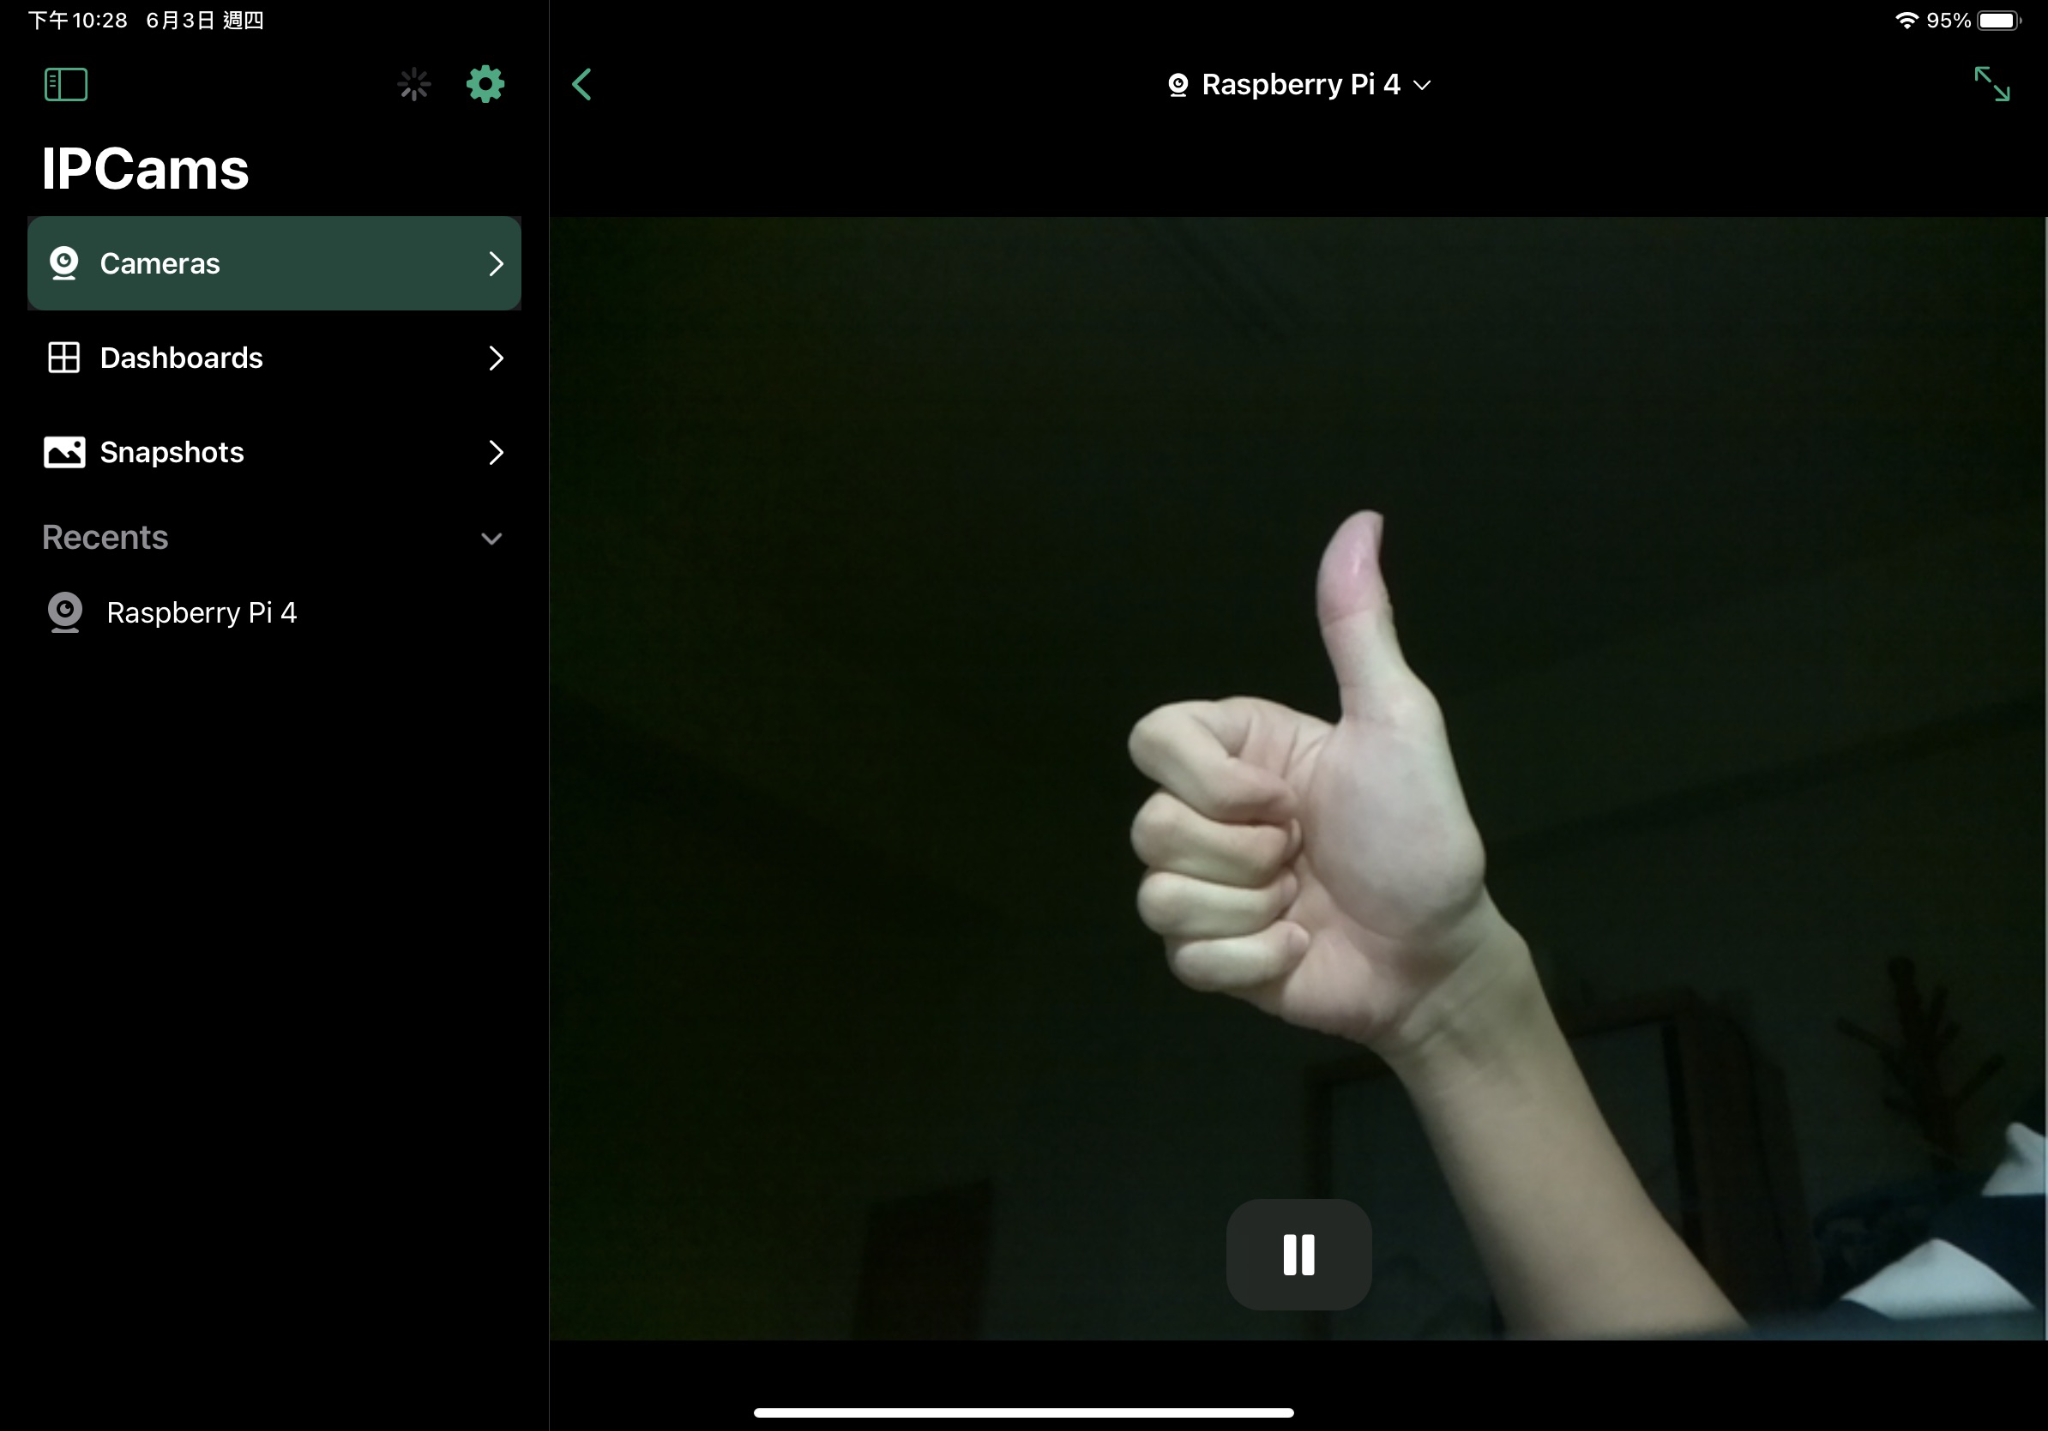 下午10:28 6月3日 週四
95%
IPCams
Cameras
Dashboards
Snapshots
Recents
Raspberry Pi 4
Raspberry Pi 4